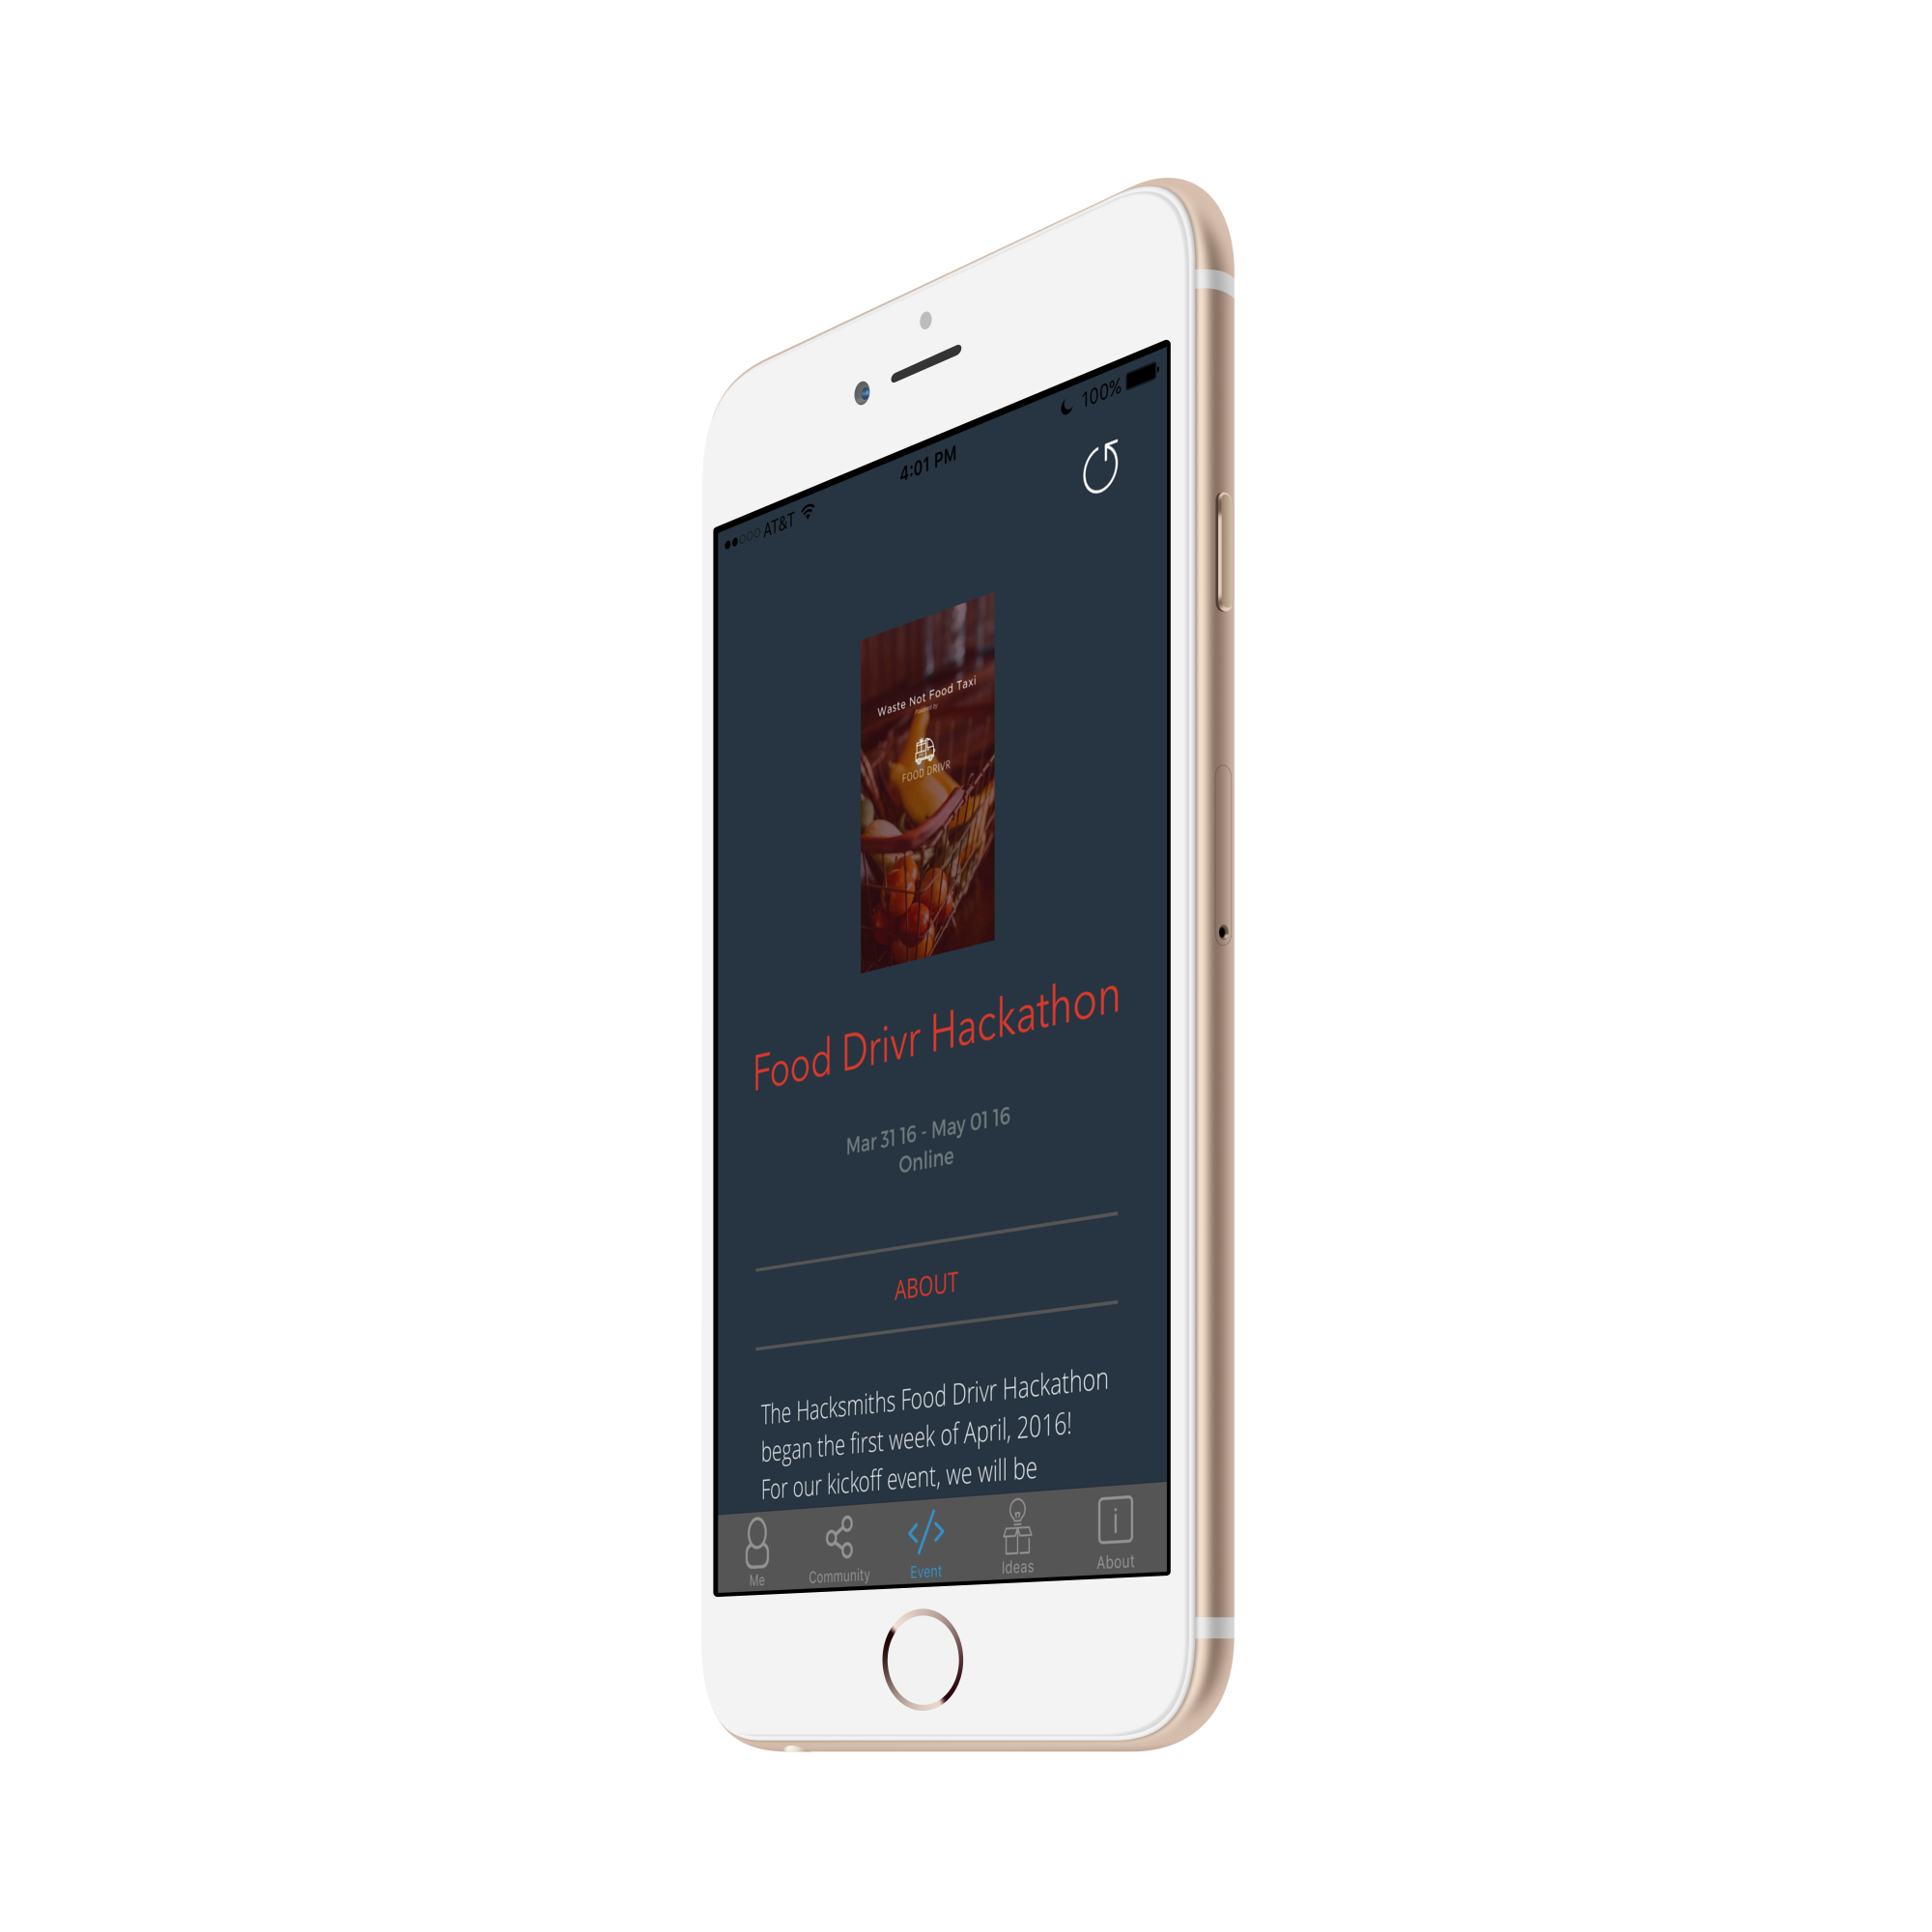 AT&T 4:01 PM 100%
Waste Not Food Taxi
Powered by
FOOD DRIVR
Food Drivr Hackathon
Mar 31 16 - May 01 16
Online
ABOUT
The Hacksmiths Food Drivr Hackathon
began the first week of April, 2016!
For our kickoff event, we will be
Me Community Event Ideas About